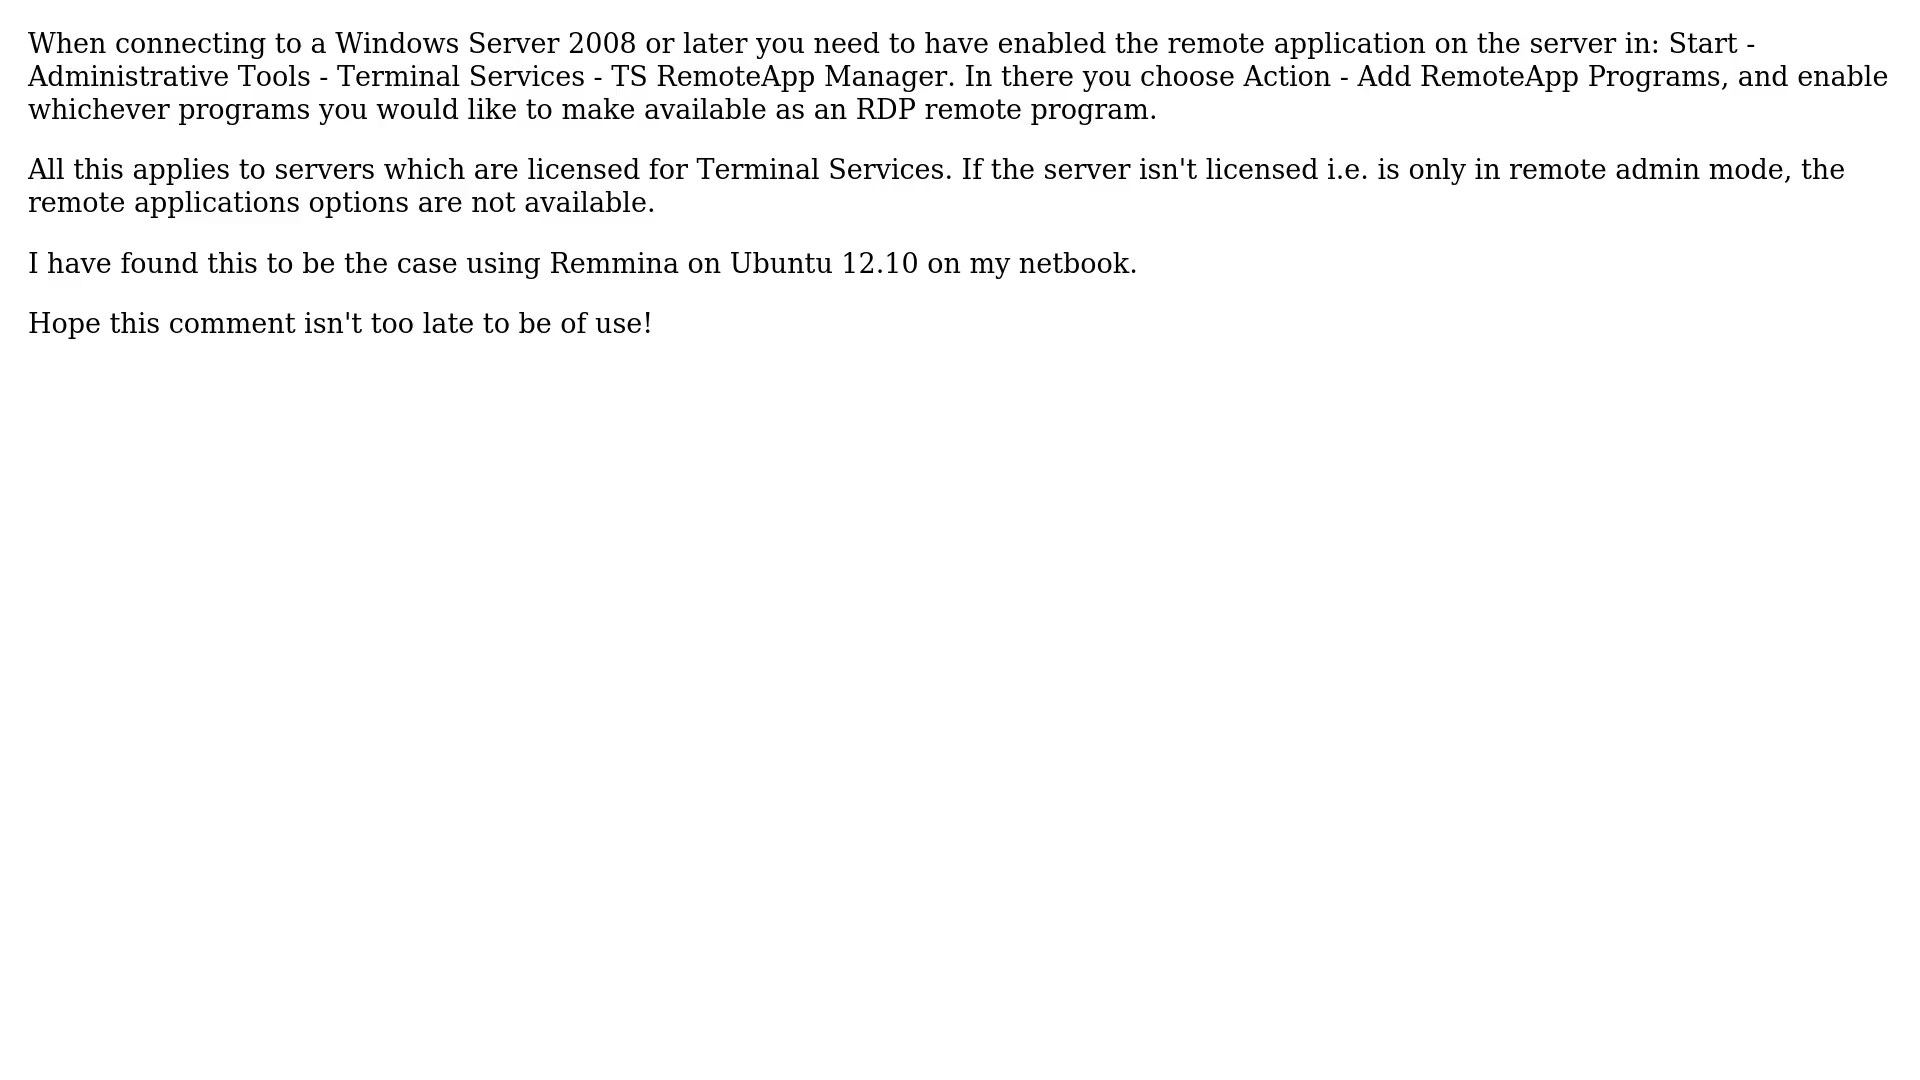 When connecting to a Windows Server 2008 or later you need to have enabled the remote application on the server in: Start -
Administrative Tools - Terminal Services - TS RemoteApp Manager. In there you choose Action - Add RemoteApp Programs, and enable
whichever programs you would like to make available as an RDP remote program.
All this applies to servers which are licensed for Terminal Services. If the server isn't licensed i.e. is only in remote admin mode, the
remote applications options are not available.
I have found this to be the case using Remmina on Ubuntu 12.10 on my netbook.
Hope this comment isn't too late to be of use!